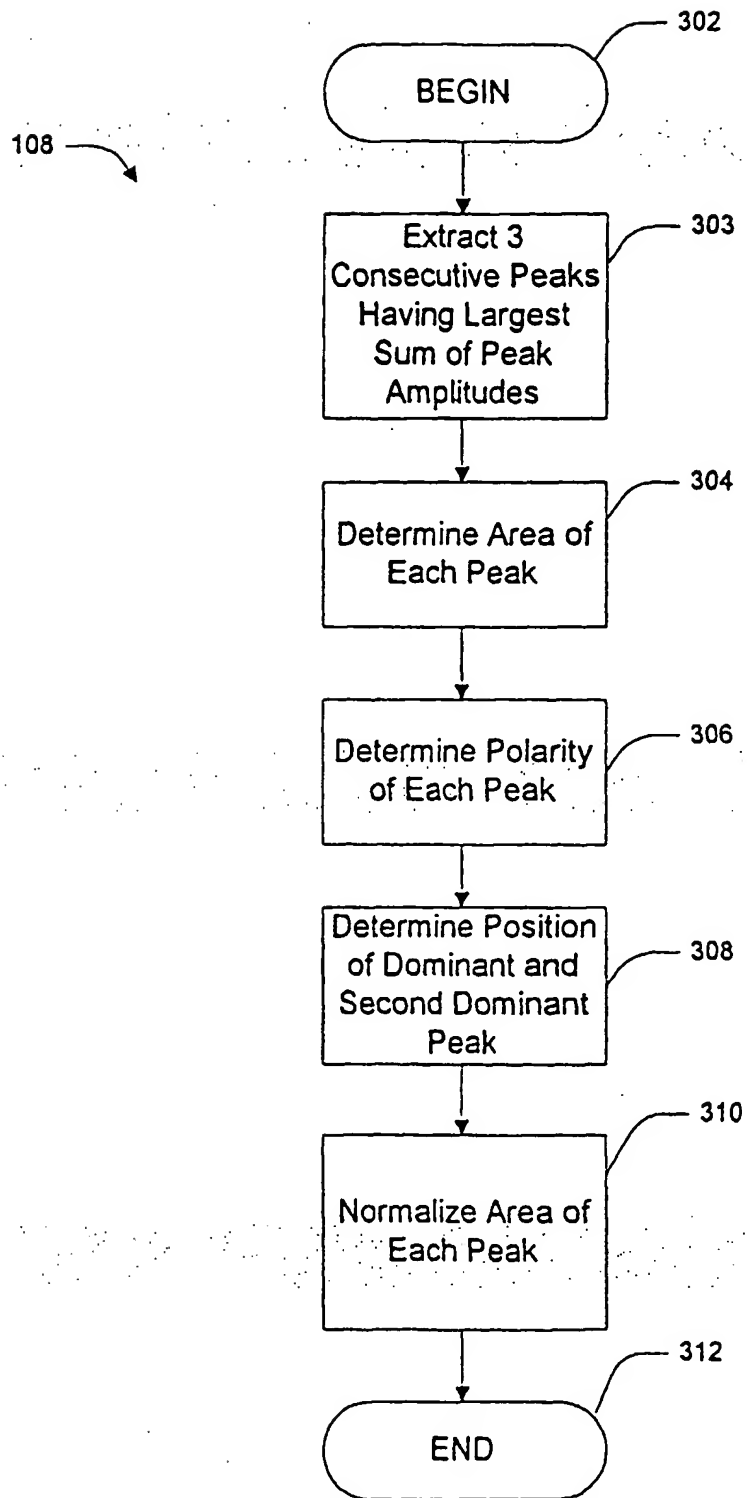 302
BEGIN
108
303
Extract 3
Consecutive Peaks
Having Largest
Sum of Peak
Amplitudes
304
Determine Area of
Each Peak
306
Determine Polarity
of Each Peak
308
Determine Position
of Dominant and
Second Dominant
Peak
310
Normalize Area of
Each Peak
312
END